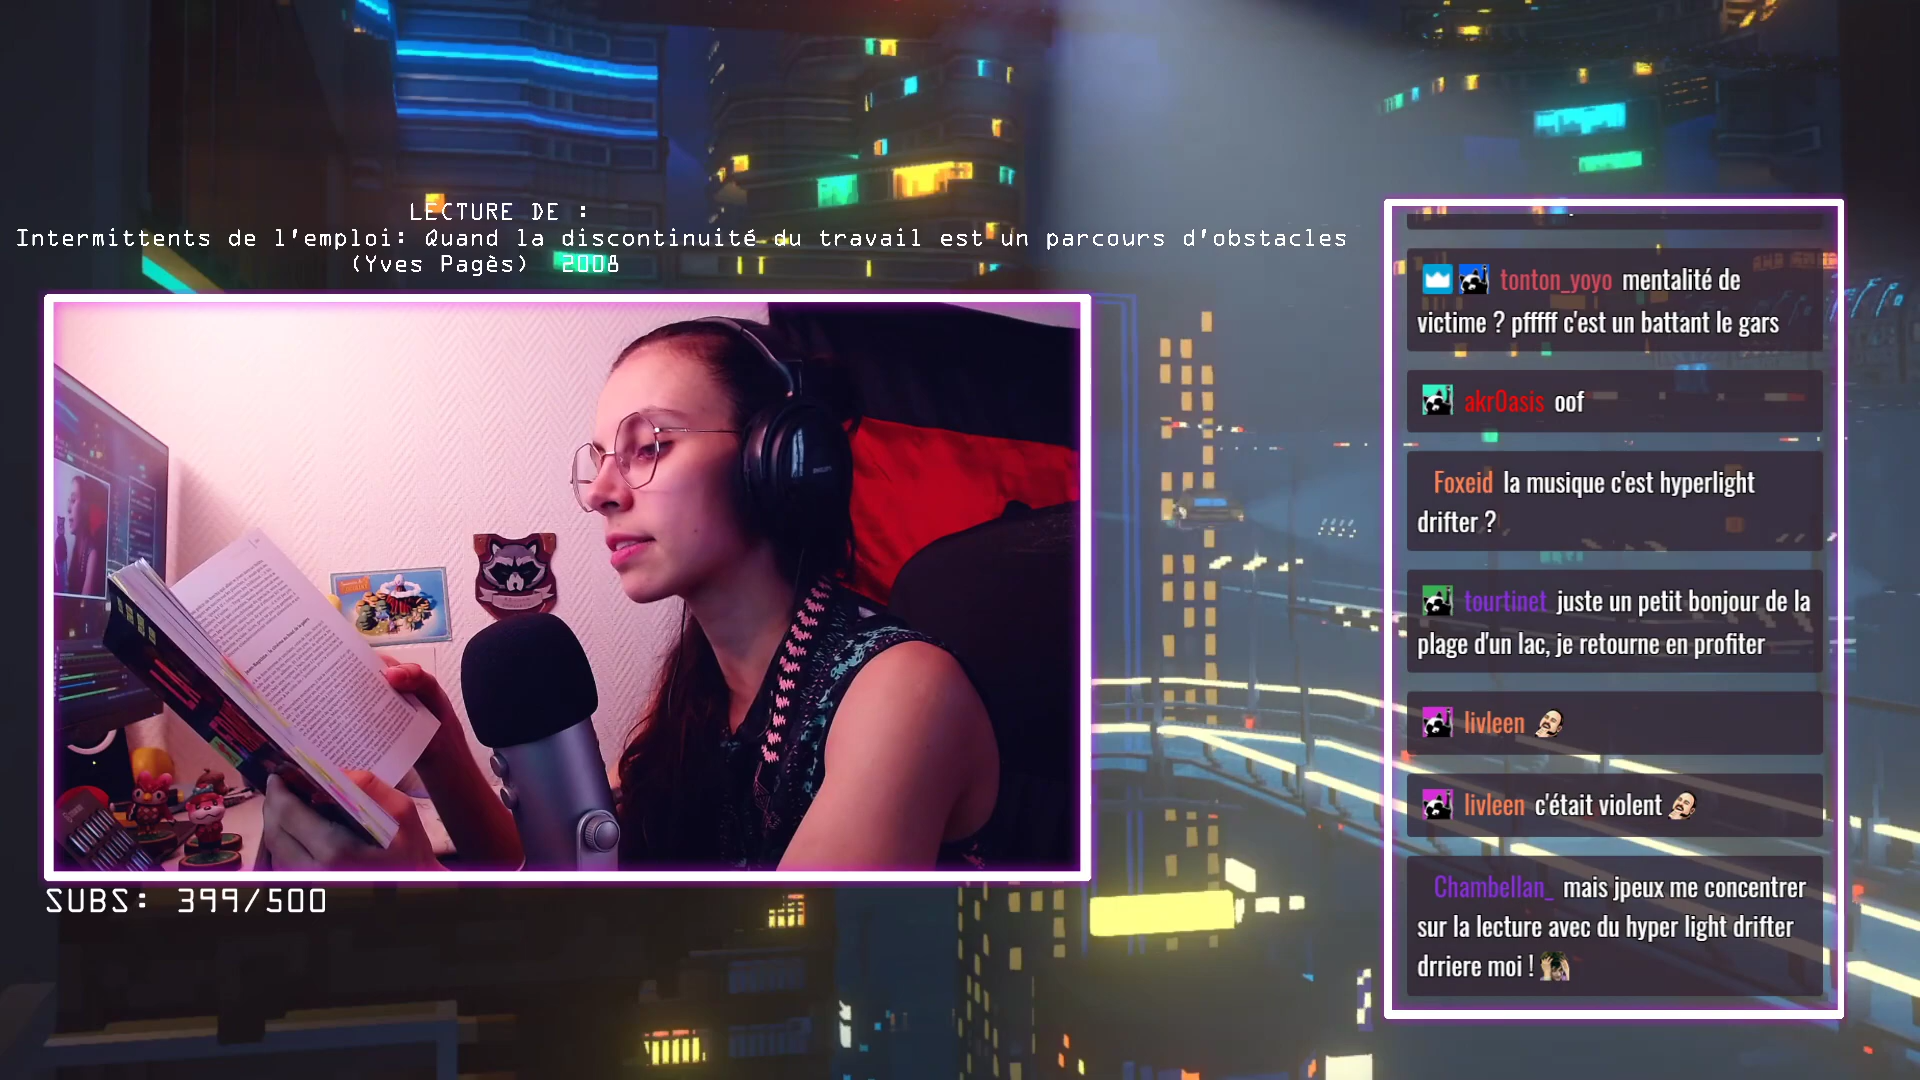 LECTURE DE :
Intermittents de l'emploi: Quand la discontinuité du travail est un parcours d'obstacles
(Yves Pagès) 2008
tonton_yoyo mentalité de
victime ? pfffff c'est un battant le gars
akr0asis oof
Foxeid la musique c'est hyperlight
drifter ?
tourtinet juste un petit bonjour de la
plage d'un lac, je retourne en profiter
livleen
livleen c'était violent
Chambellan_ mais jpeux me concentrer
sur la lecture avec du hyper light drifter
drriere moi !
SUBS: 399/500